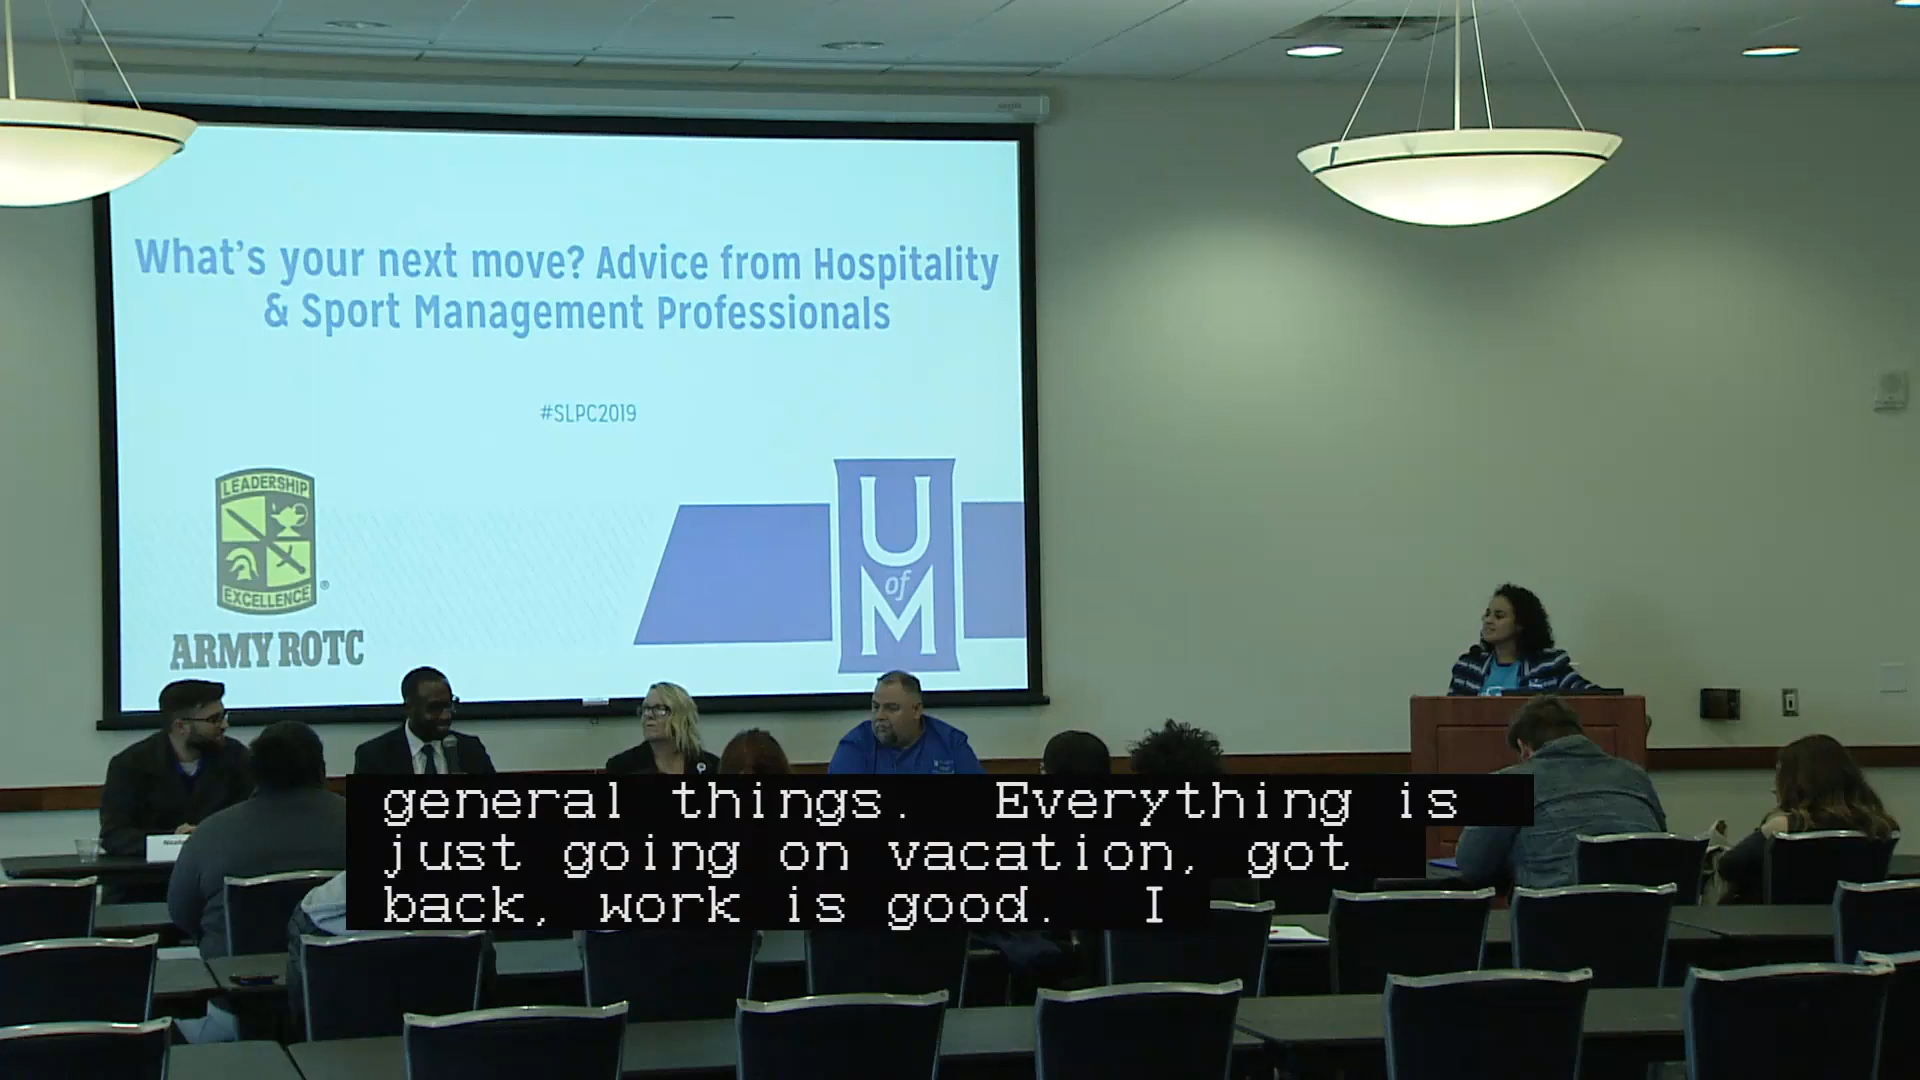 What's your next move? Advice from Hospitality
& Sport Management Professionals
#SLPC2019
LEADERSHIP
EXCELLENCE
®
ARMY ROTC
U
of
M
general things.  Everything is
just going on vacation, got
back, work is good.  I